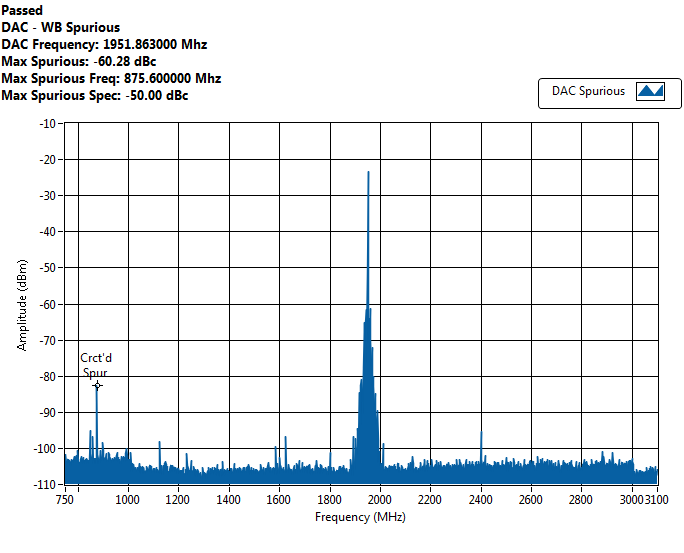 Passed
DAC - WB Spurious
DAC Frequency: 1951.863000 Mhz
Max Spurious: -60.28 dBc
Max Spurious Freq: 875.600000 Mhz
Max Spurious Spec: -50.00 dBc
DAC Spurious
-10
-20
-30
-40
-50
-60
-70
-80
-90
-100
-110
Amplitude (dBm)
Crct'd
Spur
750 1000 1200 1400 1600 1800 2000 2200 2400 2600 2800 3000 3100
Frequency (MHz)